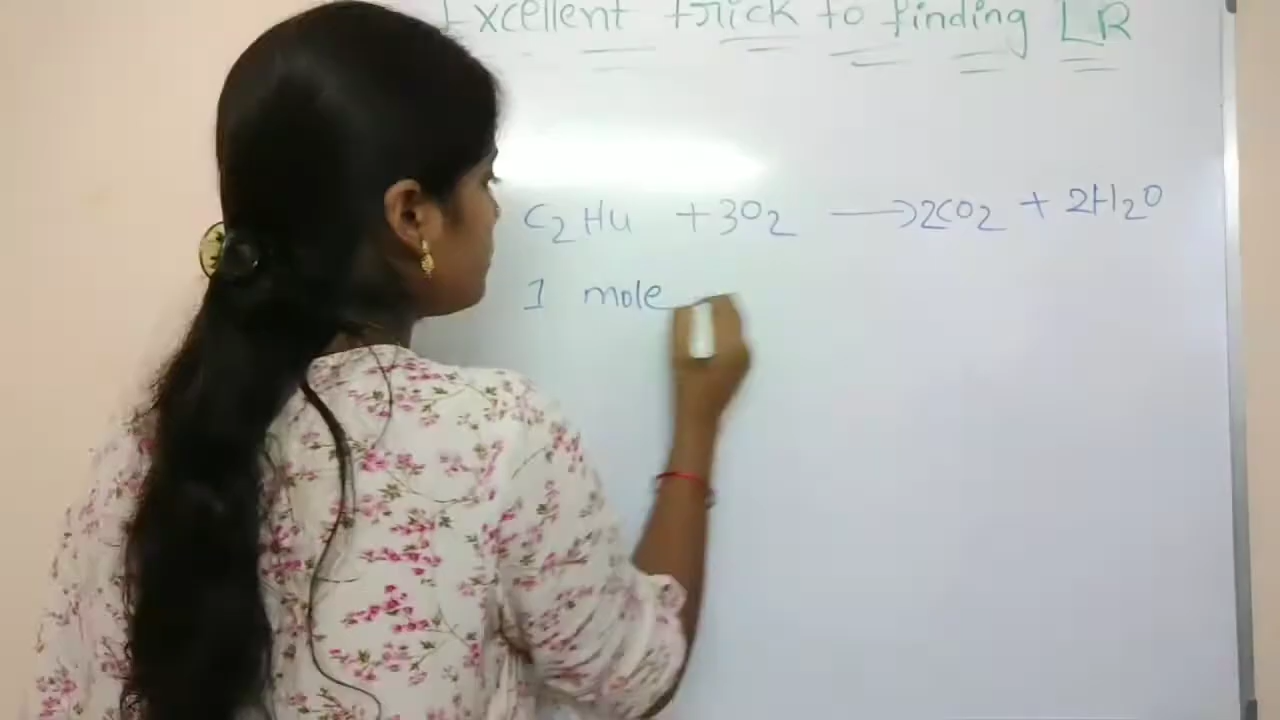 Excellent trick to finding LR
C2H4 + 3O2 → 2CO2 + 2H2O
1 mole